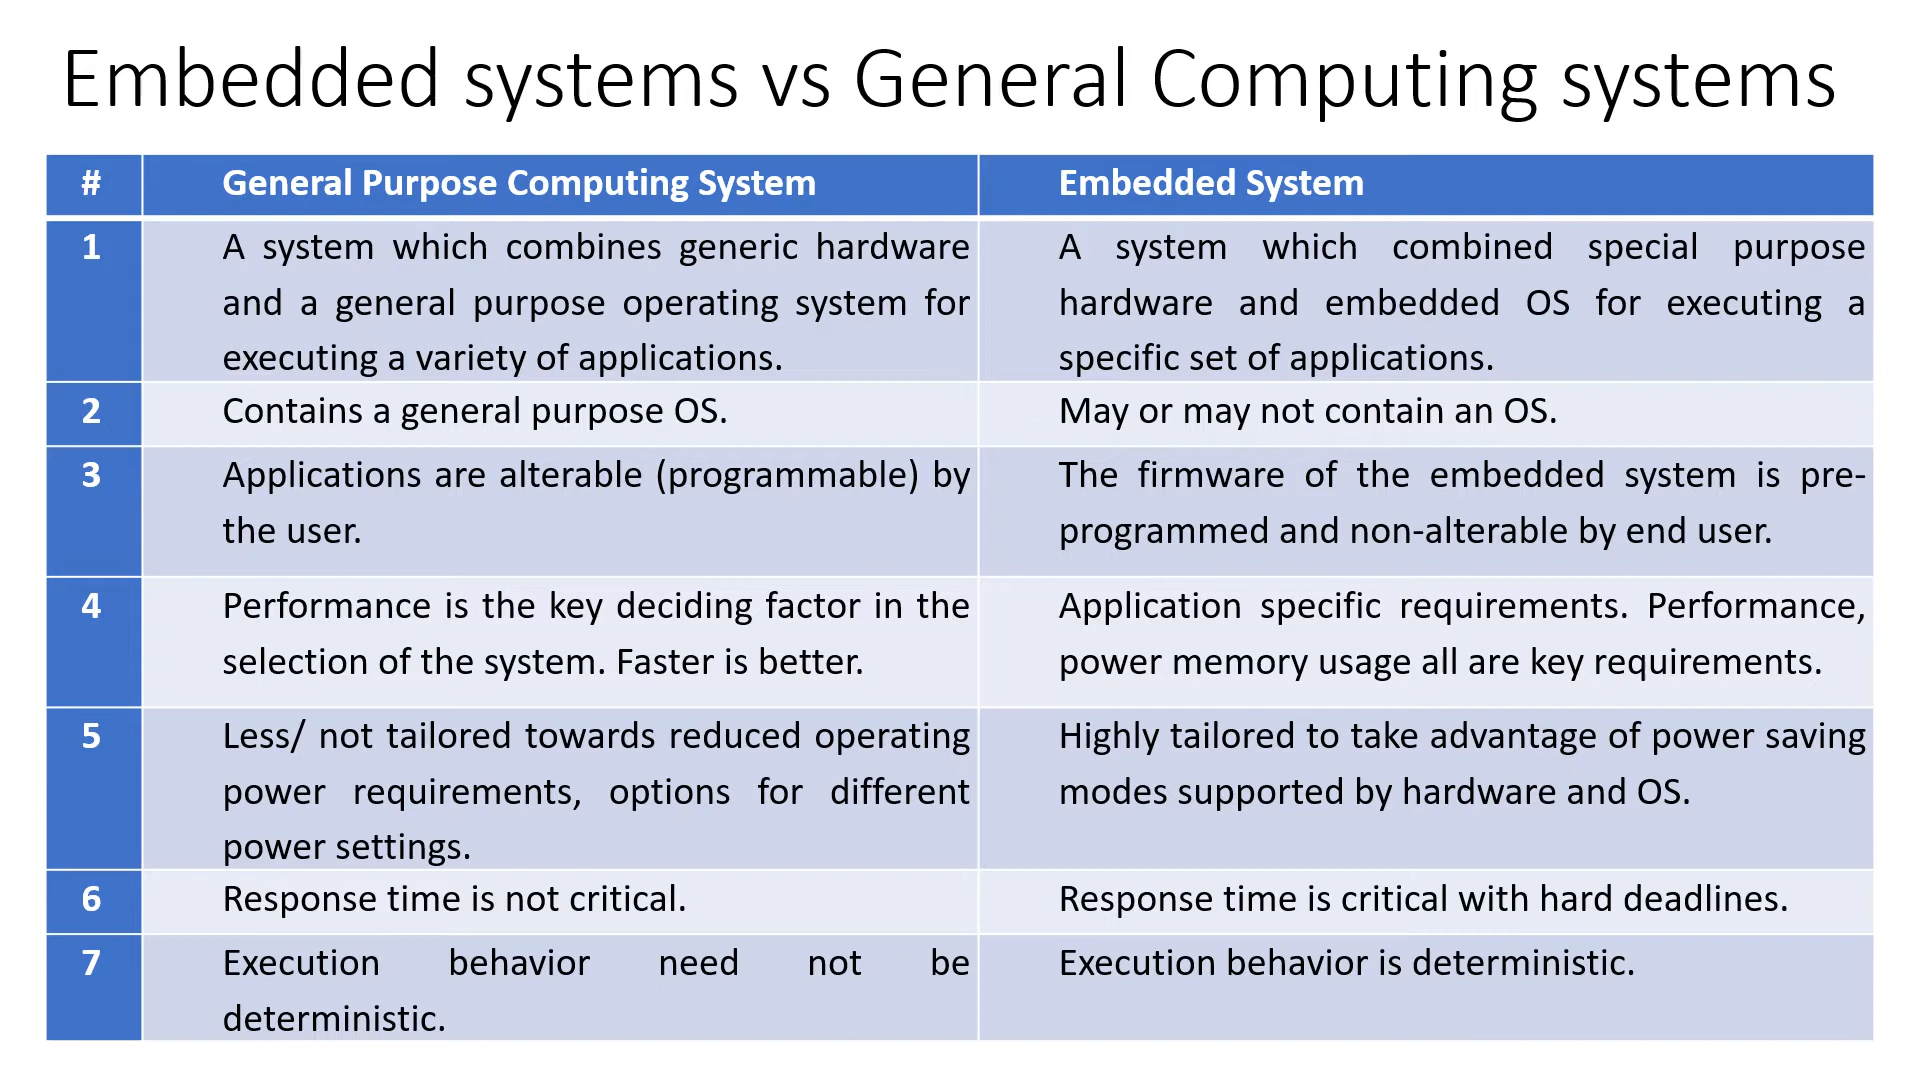 Embedded systems vs General Computing systems
# General Purpose Computing System Embedded System
1
A system which combines generic hardware
and a general purpose operating system for
executing a variety of applications.
A system which combined special purpose
hardware and embedded OS for executing a
specific set of applications.
2 Contains a general purpose OS. May or may not contain an OS.
3
Applications are alterable (programmable) by
the user.
The firmware of the embedded system is pre-
programmed and non-alterable by end user.
4
Performance is the key deciding factor in the
selection of the system. Faster is better.
Application specific requirements. Performance,
power memory usage all are key requirements.
5
Less/ not tailored towards reduced operating
power requirements, options for different
power settings.
Highly tailored to take advantage of power saving
modes supported by hardware and OS.
6 Response time is not critical. Response time is critical with hard deadlines.
7
Execution behavior need not be
deterministic.
Execution behavior is deterministic.